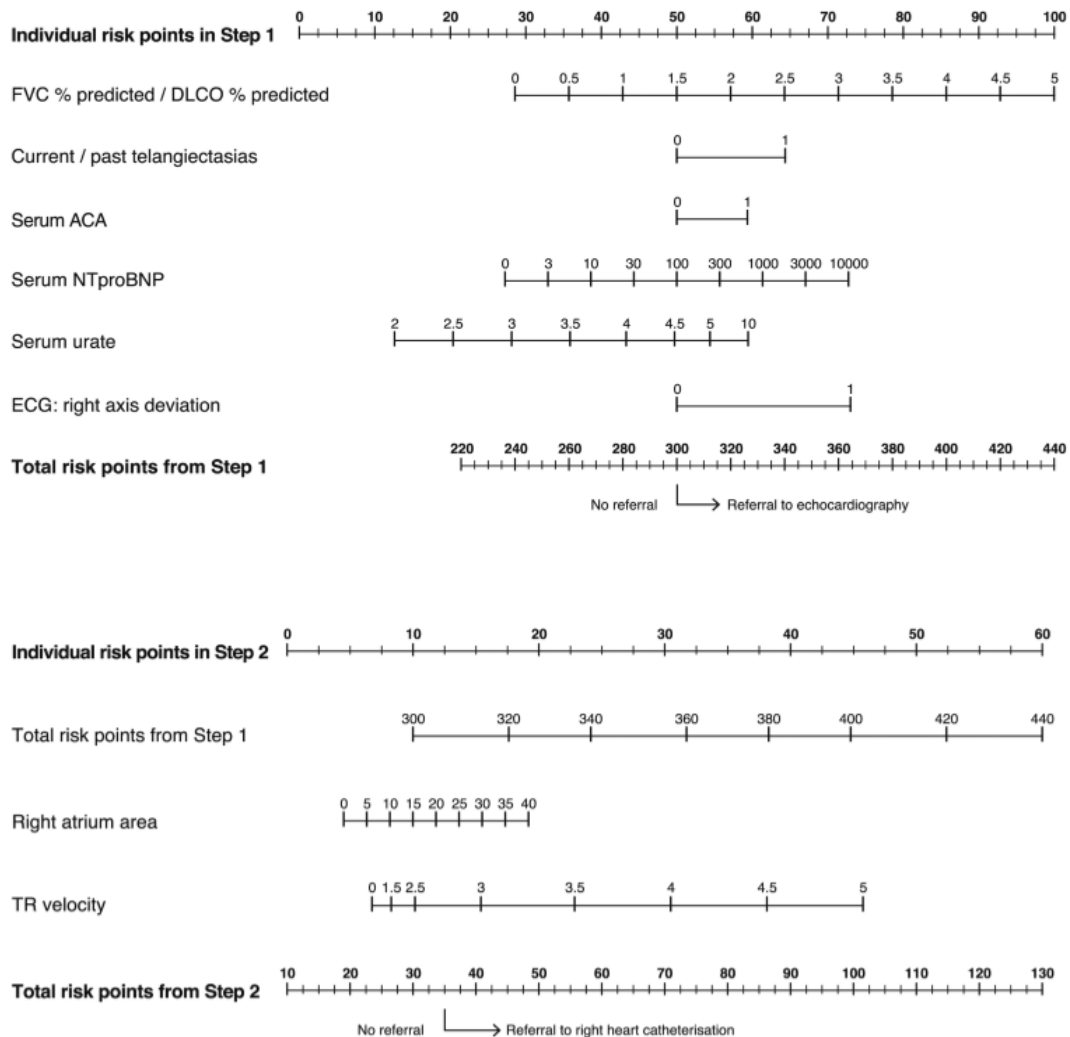 0 10 20 30 40 50 60 70 80 90 100
Individual risk points in Step 1
0 0.5 1 1.5 2 2.5 3 3.5 4 4.5 5
FVC % predicted / DLCO % predicted
0 1
Current / past telangiectasias
0 1
Serum ACA
0 3 10 30 100 300 1000 3000 10000
Serum NTproBNP
2 2.5 3 3.5 4 4.5 5 10
Serum urate
0 1
ECG: right axis deviation
220 240 260 280 300 320 340 360 380 400 420 440
Total risk points from Step 1
No referral Referral to echocardiography
0 10 20 30 40 50 60
Individual risk points in Step 2
300 320 340 360 380 400 420 440
Total risk points from Step 1
0 5 10 15 20 25 30 35 40
Right atrium area
0 1.5 2.5 3 3.5 4 4.5 5
TR velocity
10 20 30 40 50 60 70 80 90 100 110 120 130
Total risk points from Step 2
No referral Referral to right heart catheterisation